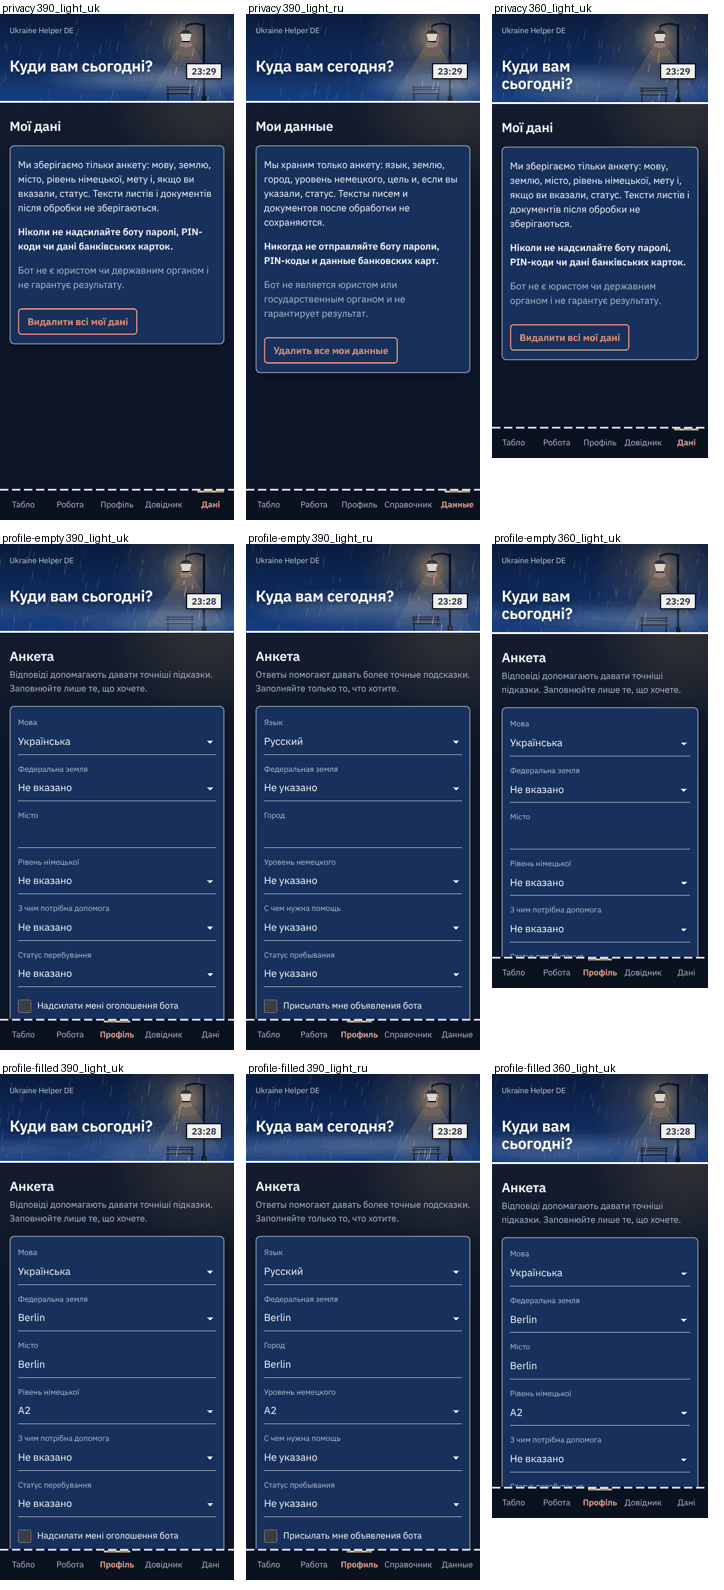 privacy 390_light_uk
Ukraine Helper DE
Куди вам сьогодні?
23:29
Мої дані
Ми зберігаємо тільки анкету: мову, землю,
місто, рівень німецької, мету і, якщо ви
вказали, статус. Тексти листів і документів
після обробки не зберігаються.
Ніколи не надсилайте боту паролі, PIN-
коди чи дані банківських карток.
Бот не є юристом чи державним органом і
не гарантує результату.
Видалити всі мої дані
Табло Робота Профіль Довідник Дані
privacy 390_light_ru
Ukraine Helper DE
Куда вам сегодня?
23:29
Мои данные
Мы храним только анкету: язык, землю,
город, уровень немецкого, цель и, если вы
указали, статус. Тексты писем и
документов после обработки не
сохраняются.
Никогда не отправляйте боту пароли,
PIN-коды и данные банковских карт.
Бот не является юристом или
государственным органом и не
гарантирует результат.
Удалить все мои данные
Табло Работа Профиль Справочник Данные
privacy 360_light_uk
Ukraine Helper DE
Куди вам
сьогодні?
23:29
Мої дані
Ми зберігаємо тільки анкету: мову,
землю, місто, рівень німецької, мету і,
якщо ви вказали, статус. Тексти листів і
документів після обробки не
зберігаються.
Ніколи не надсилайте боту паролі,
PIN-коди чи дані банківських карток.
Бот не є юристом чи державним
органом і не гарантує результату.
Видалити всі мої дані
Табло Робота Профіль Довідник Дані
profile-empty 390_light_uk
Ukraine Helper DE
Куди вам сьогодні?
23:28
Анкета
Відповіді допомагають давати точніші підказки.
Заповнюйте лише те, що хочете.
Мова
Українська
Федеральна земля
Не вказано
Місто
Рівень німецької
Не вказано
З чим потрібна допомога
Не вказано
Статус перебування
Не вказано
Надсилати мені оголошення бота
Табло Робота Профіль Довідник Дані
profile-empty 390_light_ru
Ukraine Helper DE
Куда вам сегодня?
23:28
Анкета
Ответы помогают давать более точные подсказки.
Заполняйте только то, что хотите.
Язык
Русский
Федеральная земля
Не указано
Город
Уровень немецкого
Не указано
С чем нужна помощь
Не указано
Статус пребывания
Не указано
Присылать мне объявления бота
Табло Работа Профиль Справочник Данные
profile-empty 360_light_uk
Ukraine Helper DE
Куди вам
сьогодні?
23:29
Анкета
Відповіді допомагають давати точніші
підказки. Заповнюйте лише те, що хочете.
Мова
Українська
Федеральна земля
Не вказано
Місто
Рівень німецької
Не вказано
З чим потрібна допомога
Не вказано
Табло Робота Профіль Довідник Дані
profile-filled 390_light_uk
Ukraine Helper DE
Куди вам сьогодні?
23:28
Анкета
Відповіді допомагають давати точніші підказки.
Заповнюйте лише те, що хочете.
Мова
Українська
Федеральна земля
Berlin
Місто
Berlin
Рівень німецької
A2
З чим потрібна допомога
Не вказано
Статус перебування
Не вказано
Надсилати мені оголошення бота
Табло Робота Профіль Довідник Дані
profile-filled 390_light_ru
Ukraine Helper DE
Куда вам сегодня?
23:28
Анкета
Ответы помогают давать более точные подсказки.
Заполняйте только то, что хотите.
Язык
Русский
Федеральная земля
Berlin
Город
Berlin
Уровень немецкого
A2
С чем нужна помощь
Не указано
Статус пребывания
Не указано
Присылать мне объявления бота
Табло Работа Профиль Справочник Данные
profile-filled 360_light_uk
Ukraine Helper DE
Куди вам
сьогодні?
23:28
Анкета
Відповіді допомагають давати точніші
підказки. Заповнюйте лише те, що хочете.
Мова
Українська
Федеральна земля
Berlin
Місто
Berlin
Рівень німецької
A2
З чим потрібна допомога
Не вказано
Табло Робота Профіль Довідник Дані